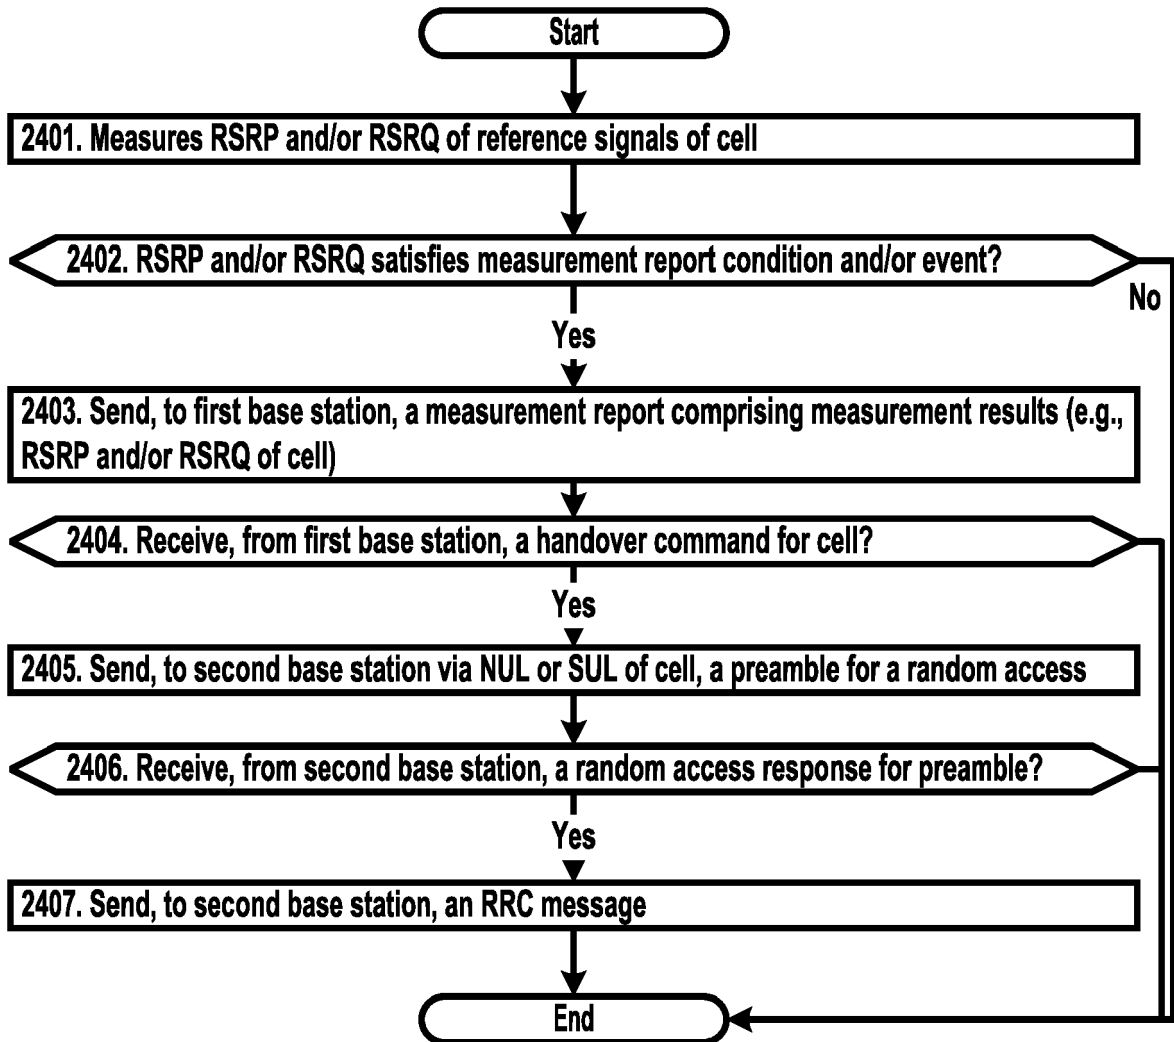 Start
2401. Measures RSRP and/or RSRQ of reference signals of cell
2402. RSRP and/or RSRQ satisfies measurement report condition and/or event?
No
Yes
2403. Send, to first base station, a measurement report comprising measurement results (e.g.,
RSRP and/or RSRQ of cell)
2404. Receive, from first base station, a handover command for cell?
Yes
2405. Send, to second base station via NUL or SUL of cell, a preamble for a random access
2406. Receive, from second base station, a random access response for preamble?
Yes
2407. Send, to second base station, an RRC message
End